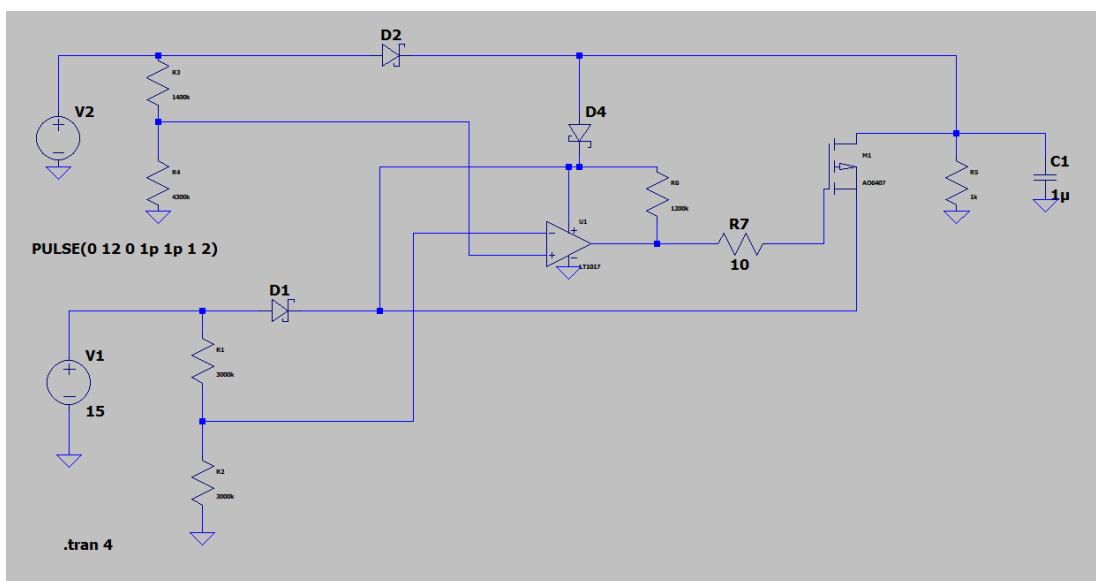 D2
R3
1400k
V2
D4
R4
4300k
M1
AO6407
R5
1k
C1
1µ
R6
1200k
U1
LT1017
R7
10
PULSE(0 12 0 1p 1p 1 2)
D1
R1
3000k
V1
15
R2
3000k
.tran 4